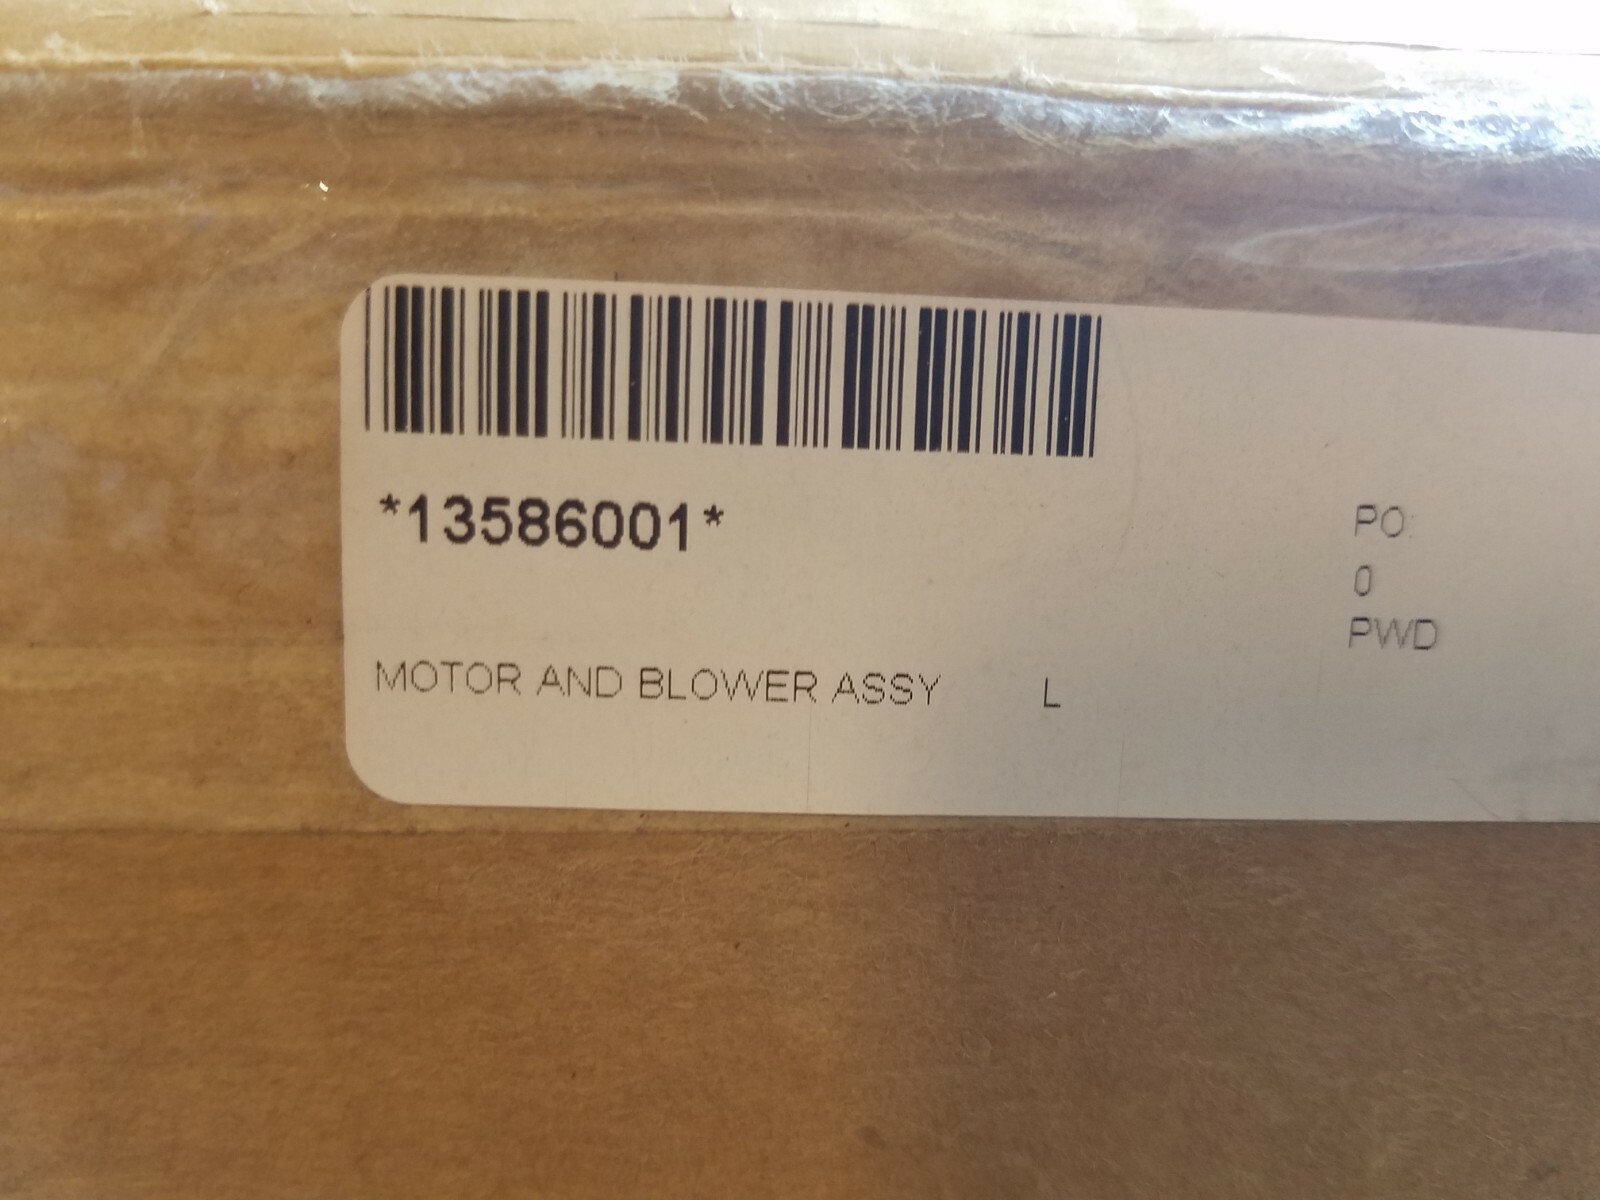 *13586001*
MOTOR AND BLOWER ASSY L
PO:
0
PWD